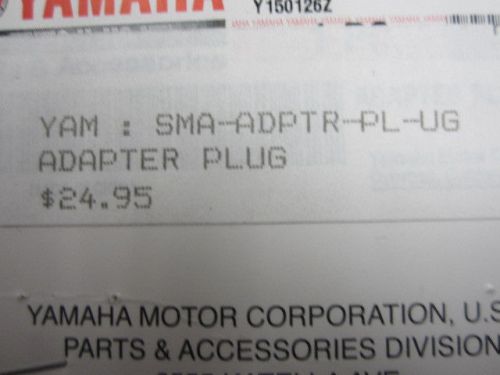 YAMAHA
Y150126Z
YAM : SMA-ADPTR-PL-UG
ADAPTER PLUG
$24.95
YAMAHA MOTOR CORPORATION, U.S
PARTS & ACCESSORIES DIVISION